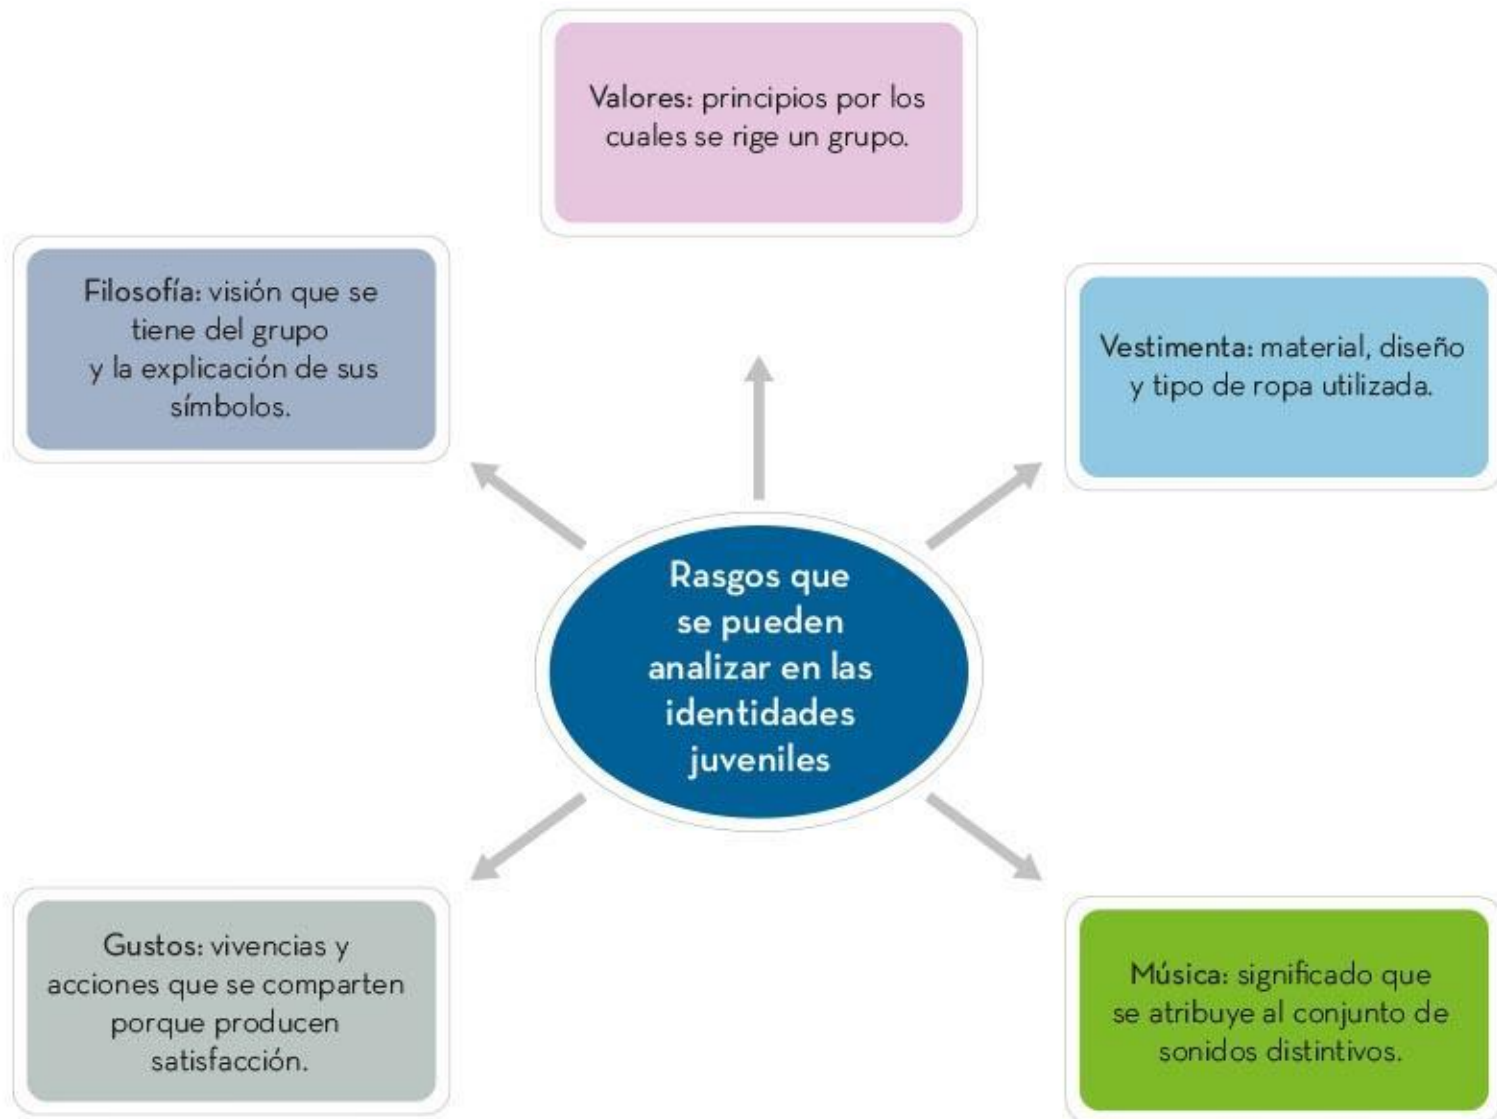 Valores: principios por los
cuales se rige un grupo.
Filosofía: visión que se
tiene del grupo
y la explicación de sus
símbolos.
Vestimenta: material, diseño
y tipo de ropa utilizada.
Rasgos que
se pueden
analizar en las
identidades
juveniles
Gustos: vivencias y
acciones que se comparten
porque producen
satisfacción.
Música: significado que
se atribuye al conjunto de
sonidos distintivos.